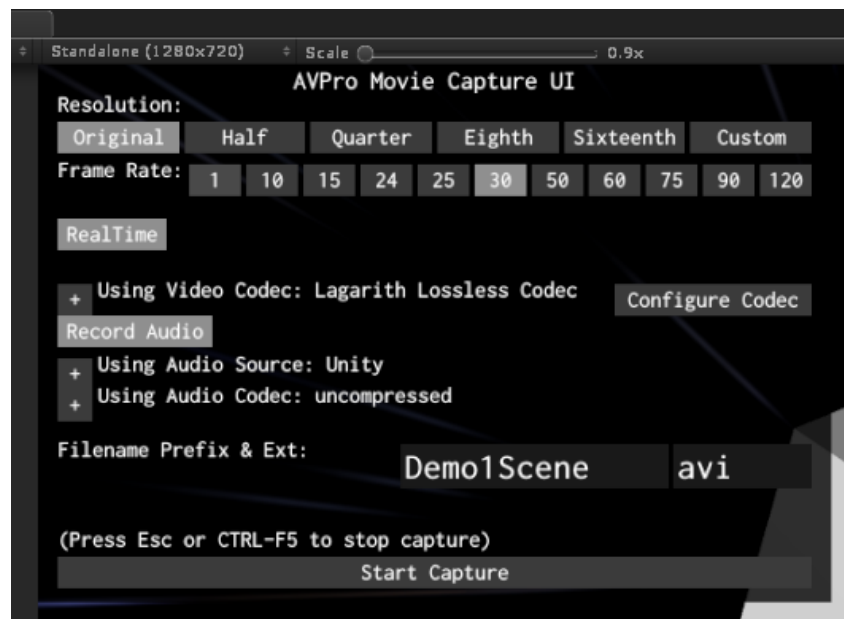 Standalone (1280x720) Scale 0.9x
AVPro Movie Capture UI
Resolution:
Original Half Quarter Eighth Sixteenth Custom
Frame Rate: 1 10 15 24 25 30 50 60 75 90 120
RealTime
+ Using Video Codec: Lagarith Lossless Codec Configure Codec
Record Audio
+ Using Audio Source: Unity
+ Using Audio Codec: uncompressed
Filename Prefix & Ext: Demo1Scene avi
(Press Esc or CTRL-F5 to stop capture)
Start Capture